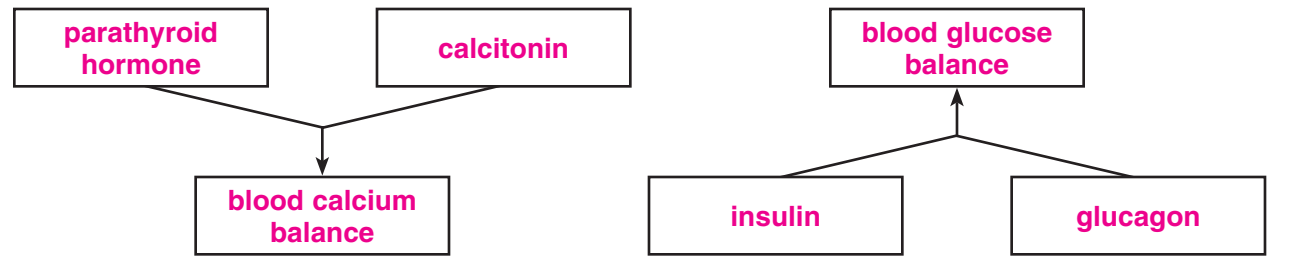 parathyroid
hormone
calcitonin
blood calcium
balance
blood glucose
balance
insulin
glucagon